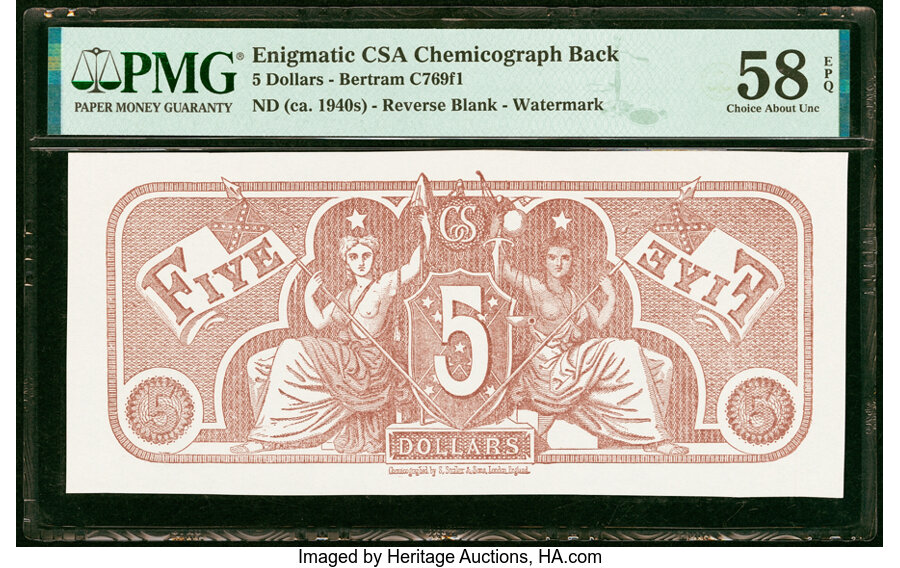 PMG®
PAPER MONEY GUARANTY
Enigmatic CSA Chemicograph Back
5 Dollars - Bertram C769f1
ND (ca. 1940s) - Reverse Blank - Watermark
58
EPQ
Choice About Unc
CS
FIVE
FIVE
5
5
5
DOLLARS
Chemicographed by S. Straker & Sons, London, England.
Imaged by Heritage Auctions, HA.com